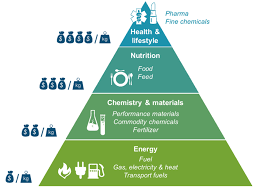 Pharma
Fine chemicals
Health &
lifestyle
$ $ $ $ / kg
Nutrition
Food
Feed
$ $ $ / kg
Chemistry & materials
Performance materials
Commodity chemicals
Fertilizer
$ $ / kg
Energy
Fuel
Gas, electricity & heat
Transport fuels
$ / kg